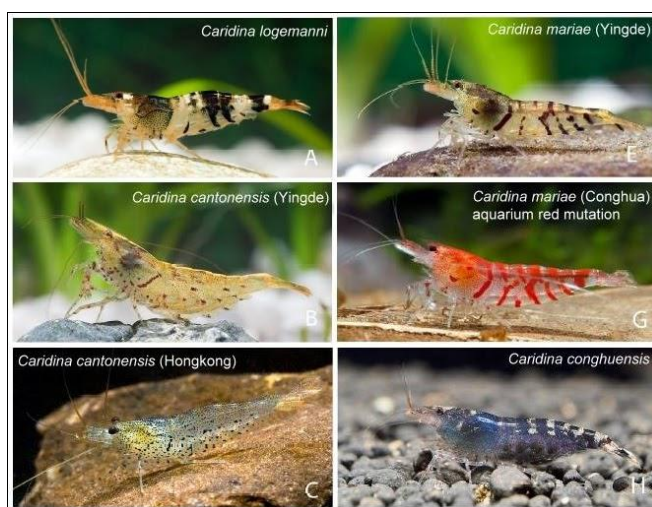 Caridina logemanni
A
Caridina mariae (Yingde)
E
Caridina cantonensis (Yingde)
B
Caridina mariae (Conghua)
aquarium red mutation
G
Caridina cantonensis (Hongkong)
C
Caridina conghuensis
H